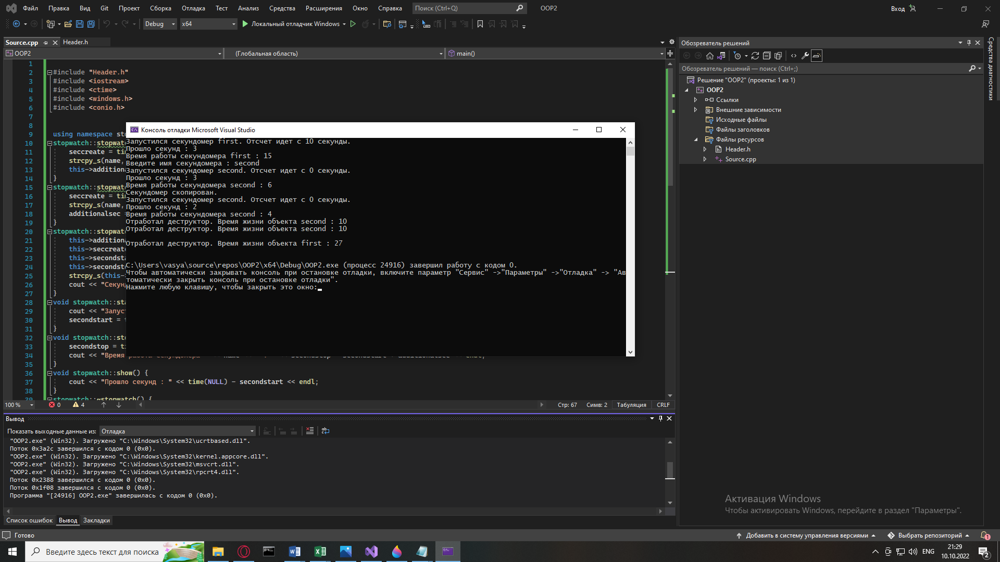 Файл Правка Вид Git Проект Сборка Отладка Тест Анализ Средства Расширения Окно Справка Поиск (Ctrl+Q) OOP2 Вход
Debug x64 Локальный отладчик Windows
Source.cpp Header.h
OOP2 (Глобальная область) main()
1
2 #include "Header.h"
3 #include <iostream>
4 #include <ctime>
5 #include <windows.h>
6 #include <conio.h>
7
8
9 using namespace st
10 stopwatch::stopwat
11 seccreate = ti
12 strcpy_s(name,
13 this->additiona
14 }
15 stopwatch::stopwat
16 seccreate = ti
17 strcpy_s(name,
18 additionalsec
19 }
20 stopwatch::stopwat
21 this->additiona
22 this->seccreate
23 this->secondsta
24 this->secondsto
25 strcpy_s(this-
26 cout << "Секун
27 }
28 void stopwatch::sta
29 cout << "Запус
30 secondstart =
31 }
32 void stopwatch::sto
33 secondstop = ti
34 cout << "Время
35 }
36 void stopwatch::show() {
37 cout << "Прошло секунд : " << time(NULL) - secondstart << endl;
38 }
39 stopwatch::~stopwatch() {
Консоль отладки Microsoft Visual Studio
Запустился секундомер first. Отсчет идет с 10 секунды.
Прошло секунд : 3
Время работы секундомера first : 15
Введите имя секундомера : second
Запустился секундомер second. Отсчет идет с 0 секунды.
Прошло секунд : 3
Время работы секундомера second : 6
Секундомер скопирован.
Запустился секундомер second. Отсчет идет с 0 секунды.
Прошло секунд : 2
Время работы секундомера second : 4
Отработал деструктор. Время жизни объекта second : 10
Отработал деструктор. Время жизни объекта second : 10
Отработал деструктор. Время жизни объекта first : 27
C:\Users\vasya\source\repos\OOP2\x64\Debug\OOP2.exe (процесс 24916) завершил работу с кодом 0.
Чтобы автоматически закрывать консоль при остановке отладки, включите параметр "Сервис" ->"Параметры" ->"Отладка" -> "Ав
томатически закрыть консоль при остановке отладки".
Нажмите любую клавишу, чтобы закрыть это окно:
100 % 0 4 Стр: 67 Симв: 2 Табуляция CRLF
Вывод
Показать выходные данные из: Отладка
"OOP2.exe" (Win32). Загружено "C:\Windows\System32\ucrtbased.dll".
Поток 0x3a2c завершился с кодом 0 (0x0).
"OOP2.exe" (Win32). Загружено "C:\Windows\System32\kernel.appcore.dll".
"OOP2.exe" (Win32). Загружено "C:\Windows\System32\msvcrt.dll".
"OOP2.exe" (Win32). Загружено "C:\Windows\System32\rpcrt4.dll".
Поток 0x2388 завершился с кодом 0 (0x0).
Поток 0x1f08 завершился с кодом 0 (0x0).
Программа "[24916] OOP2.exe" завершилась с кодом 0 (0x0).
Список ошибок Вывод Закладки
Обозреватель решений
Обозреватель решений — поиск (Ctrl+;)
Решение "OOP2" (проекты: 1 из 1)
OOP2
Ссылки
Внешние зависимости
Исходные файлы
Файлы заголовков
Файлы ресурсов
Header.h
Source.cpp
Средства диагностики
Активация Windows
Чтобы активировать Windows, перейдите в раздел "Параметры".
Готово Добавить в систему управления версиями Выбрать репозиторий 1
Введите здесь текст для поиска ENG 21:29
10.10.2022 2